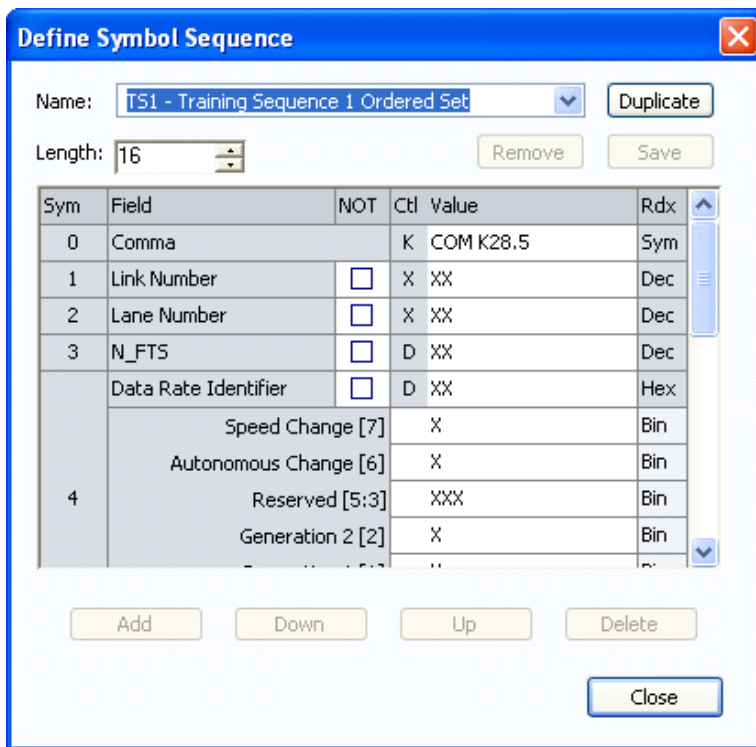 Define Symbol Sequence
Name: TS1 - Training Sequence 1 Ordered Set Duplicate
Length: 16 Remove Save
Sym Field NOT Ctl Value Rdx
0 Comma K COM K28.5 Sym
1 Link Number X XX Dec
2 Lane Number X XX Dec
3 N_FTS D XX Dec
Data Rate Identifier D XX Hex
Speed Change [7] X Bin
Autonomous Change [6] X Bin
4 Reserved [5:3] XXX Bin
Generation 2 [2] X Bin
Add Down Up Delete
Close